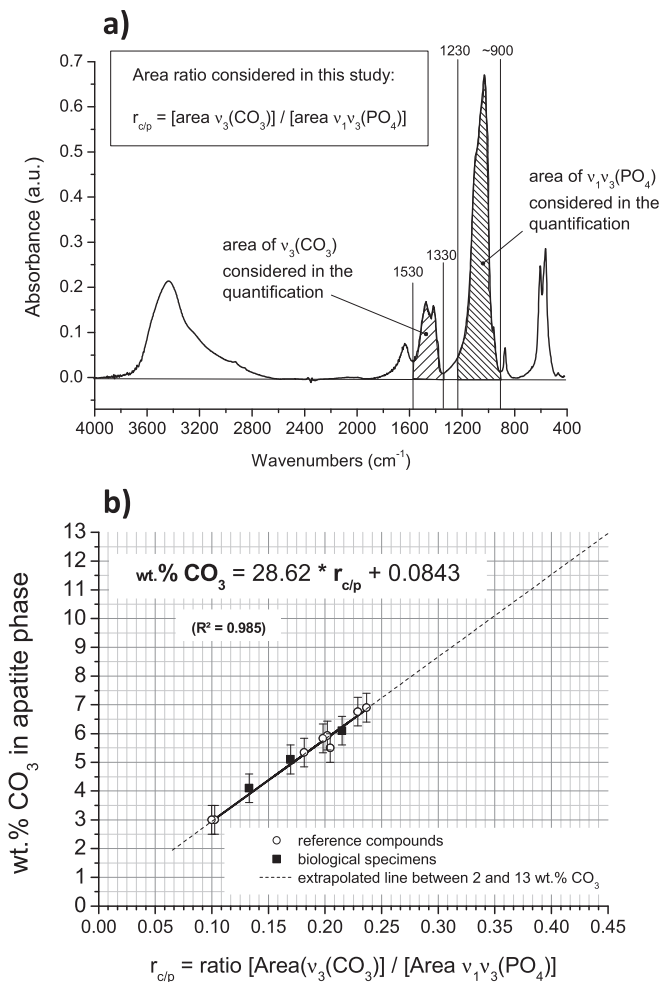 a)
1230 ~900
Area ratio considered in this study:
r_c/p = [area ν₃(CO₃)] / [area ν₁ν₃(PO₄)]
area of ν₁ν₃(PO₄)
considered in the
quantification
area of ν₃(CO₃)
considered in the
quantification
1530
1330
Absorbance (a.u.)
0.7
0.6
0.5
0.4
0.3
0.2
0.1
0.0
4000 3600 3200 2800 2400 2000 1600 1200 800 400
Wavenumbers (cm⁻¹)
b)
wt.% CO₃ = 28.62 * r_c/p + 0.0843
(R² = 0.985)
wt.% CO₃ in apatite phase
13
12
11
10
9
8
7
6
5
4
3
2
1
0
reference compounds
biological specimens
extrapolated line between 2 and 13 wt.% CO₃
0.00 0.05 0.10 0.15 0.20 0.25 0.30 0.35 0.40 0.45
r_c/p = ratio [Area(ν₃(CO₃)] / [Area ν₁ν₃(PO₄)]